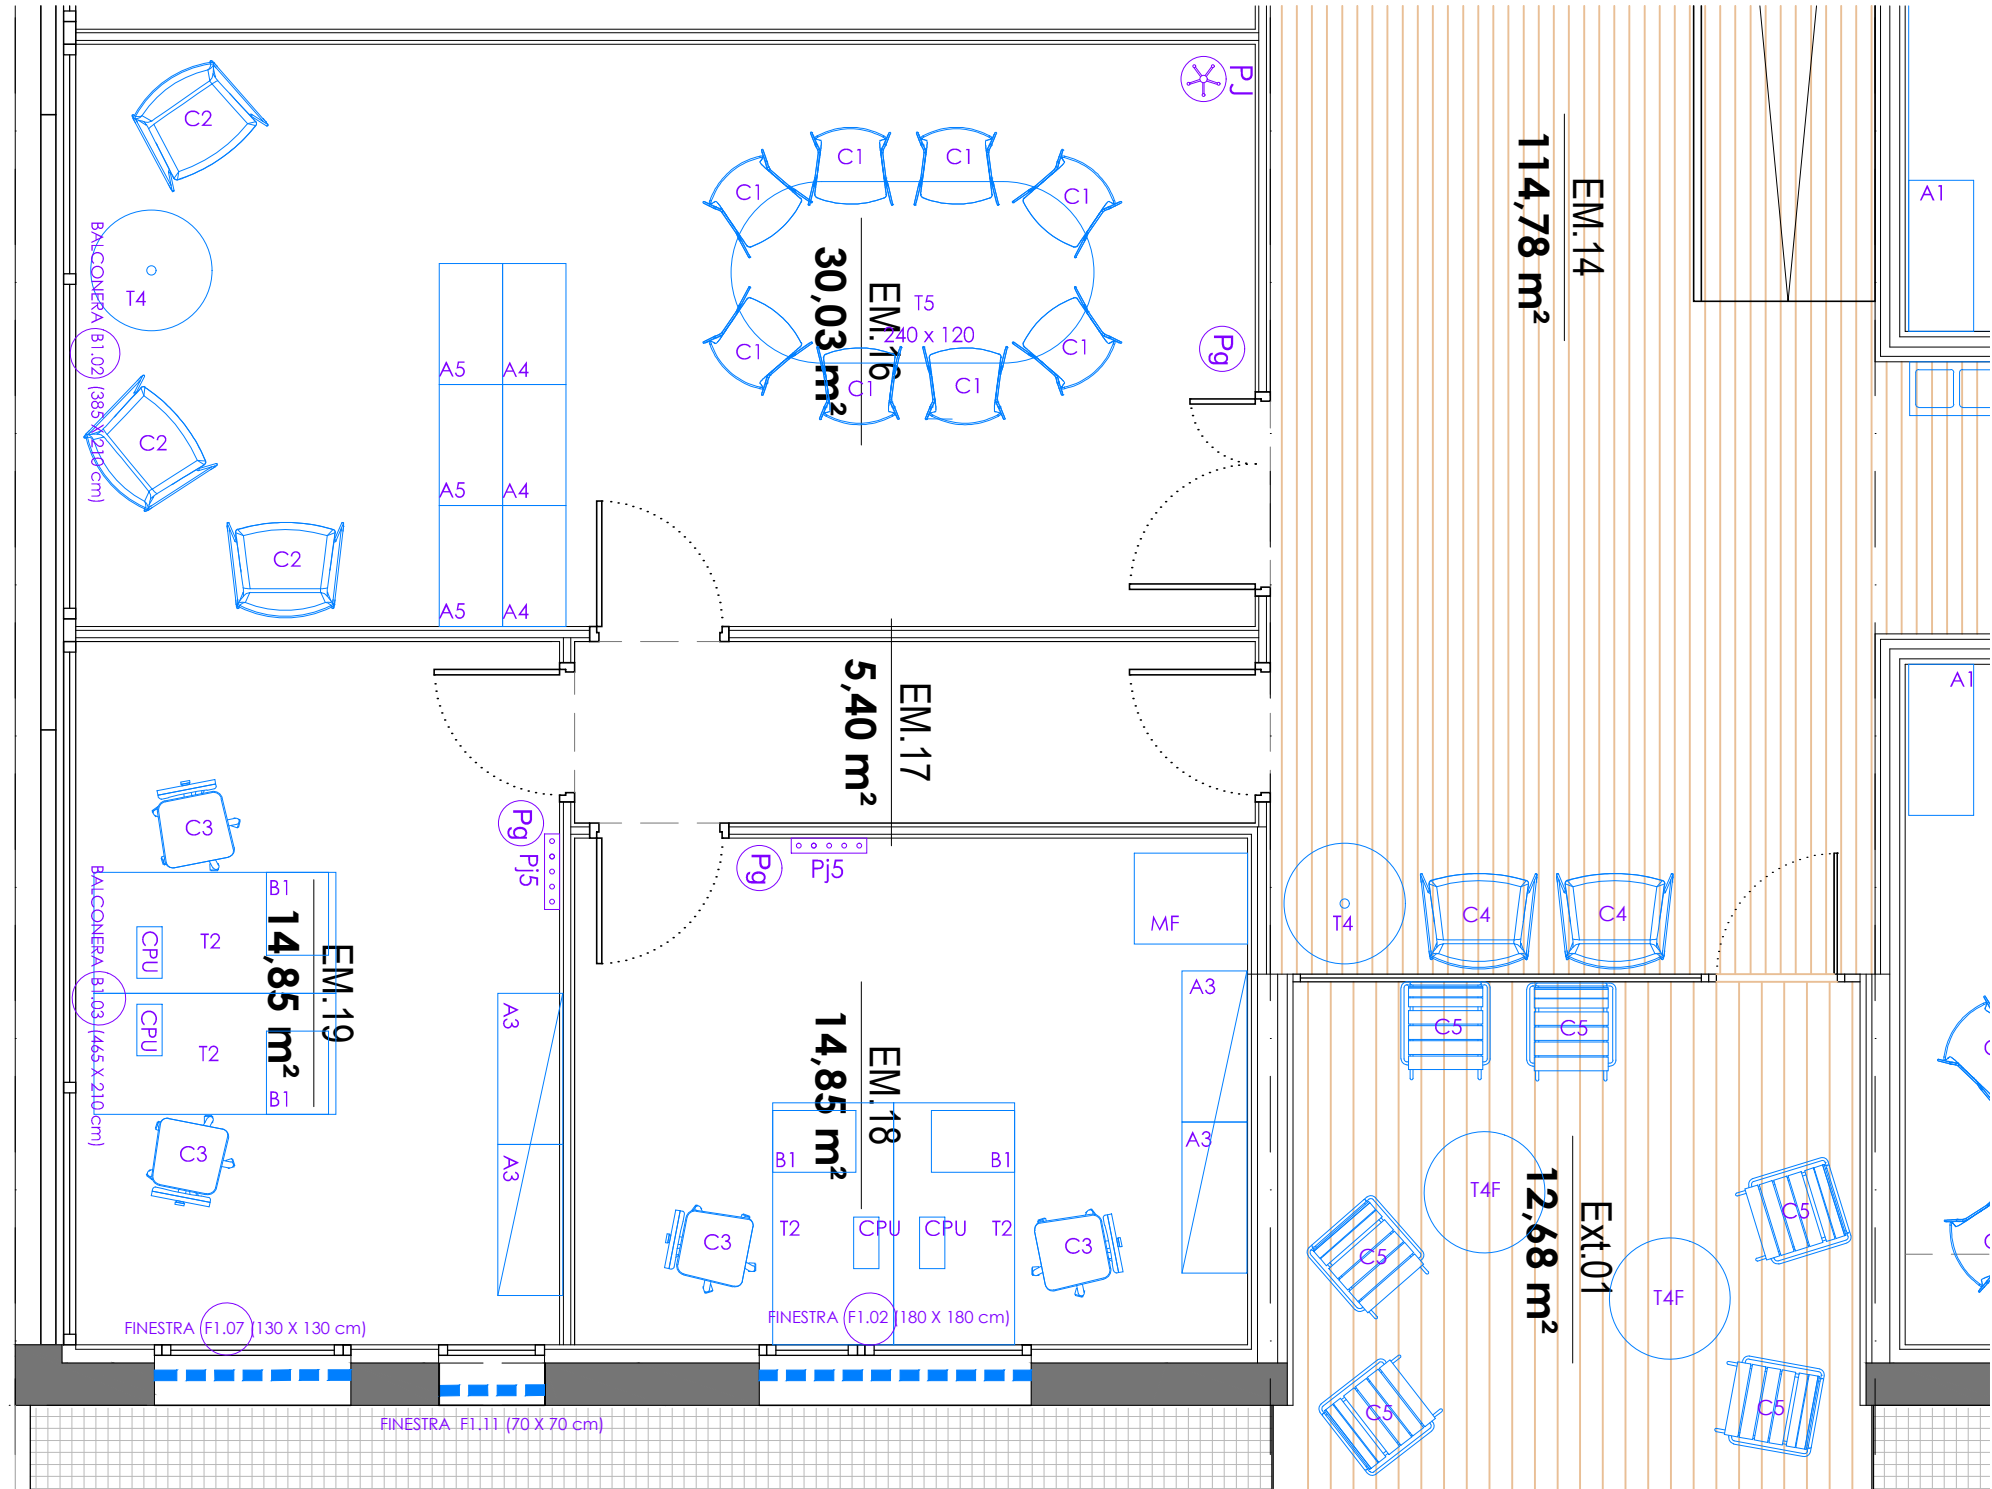 PJ
C2
C1
C1
C1
C1
A1
EM.14
114,78 m²
BALCONERA B1.02 (385 X 210 cm)
T4
EM.16
30,03 m²
T5
240 x 120
Pg
C1
C1
C1
C1
A5
A4
C2
A5
A4
C2
A5
A4
EM.17
5,40 m²
A1
C3
Pg
Pj5
Pg
Pj5
BALCONERA B1.03 (465 X 210 cm)
B1
T2
CPU
EM.19
14,85 m²
CPU
T2
B1
C3
A3
A3
MF
T4
C4
C4
A3
A3
EM.18
14,85 m²
B1
B1
T2
CPU
CPU
T2
C3
C3
C5
C5
T4F
C5
C5
Ext.01
12,68 m²
T4F
C5
C5
FINESTRA F1.07 (130 X 130 cm)
FINESTRA F1.02 (180 X 180 cm)
FINESTRA F1.11 (70 X 70 cm)